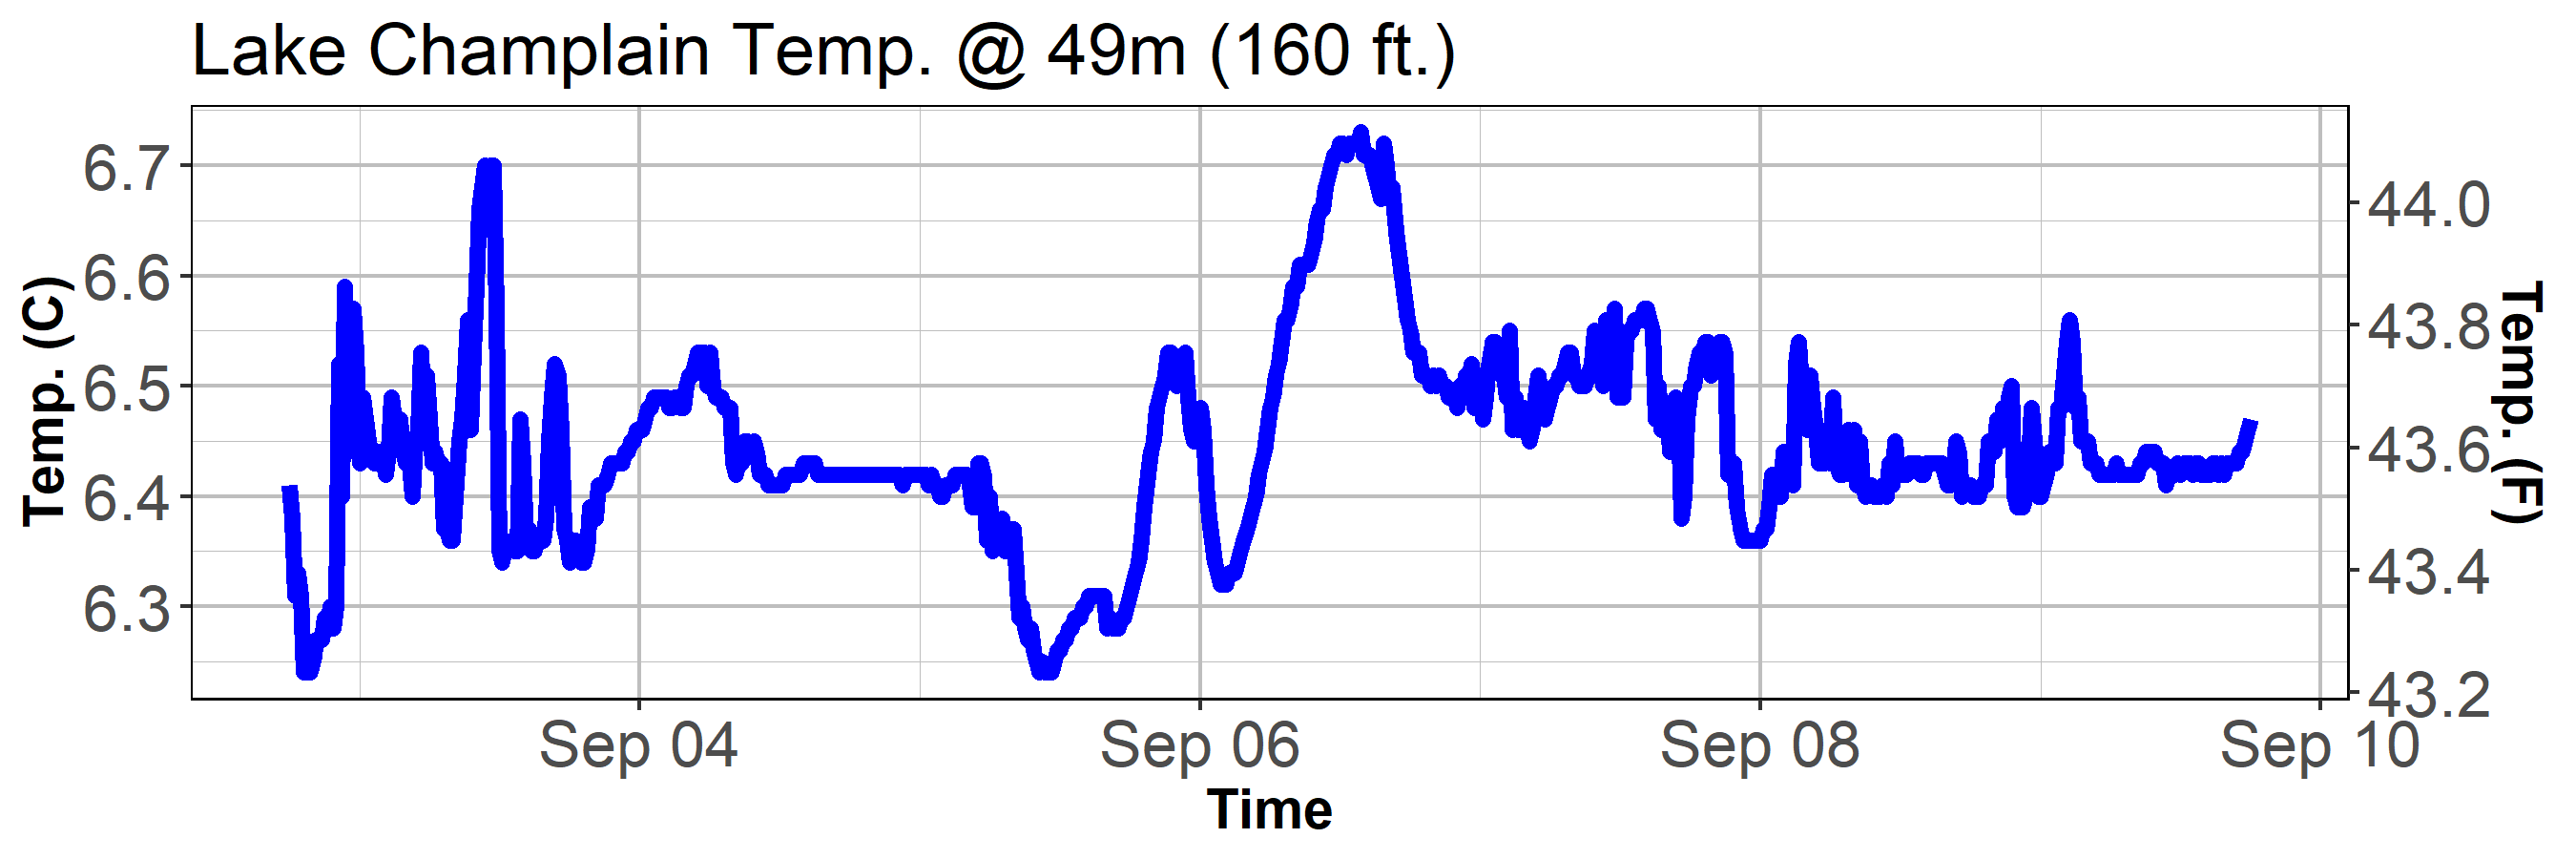 Lake Champlain Temp. @ 49m (160 ft.)
Temp. (C)
6.7
6.6
6.5
6.4
6.3
44.0
43.8
43.6
43.4
43.2
Temp. (F)
Sep 04 Sep 06 Sep 08 Sep 10
Time